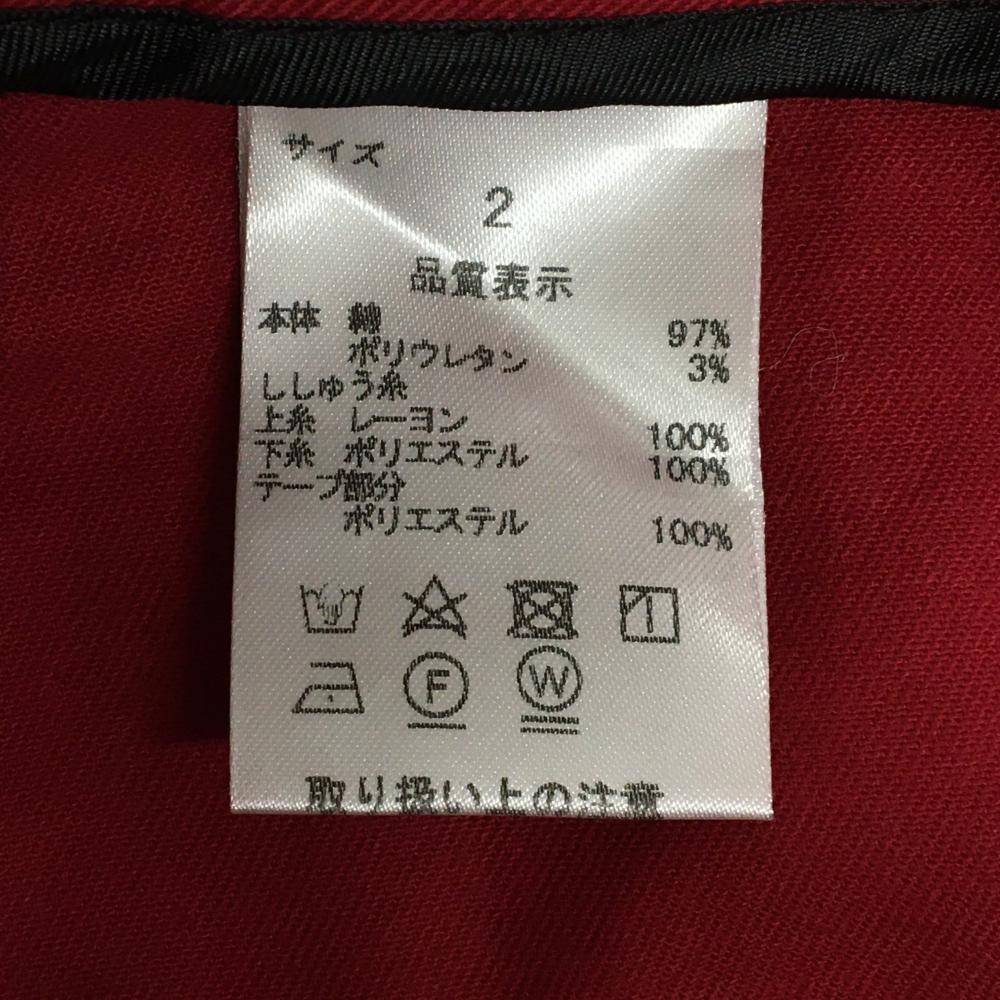 サイズ
2
品質表示
本体 綿 97%
ポリウレタン 3%
ししゅう糸
上糸 レーヨン 100%
下糸 ポリエステル 100%
テープ部分
ポリエステル 100%
F W
取り扱い上の注意